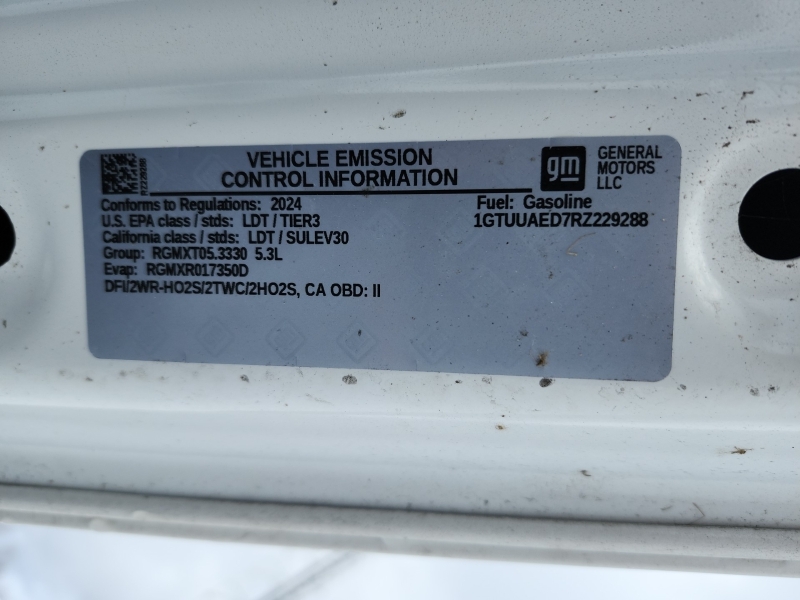 VEHICLE EMISSION
CONTROL INFORMATION
gm
GENERAL
MOTORS
LLC
Conforms to Regulations: 2024
Fuel: Gasoline
U.S. EPA class / stds: LDT / TIER3
1GTUUAED7RZ229288
California class / stds: LDT / SULEV30
Group: RGMXT05.3330 5.3L
Evap: RGMXR017350D
DFI/2WR-HO2S/2TWC/2HO2S, CA OBD: II
RZ229288